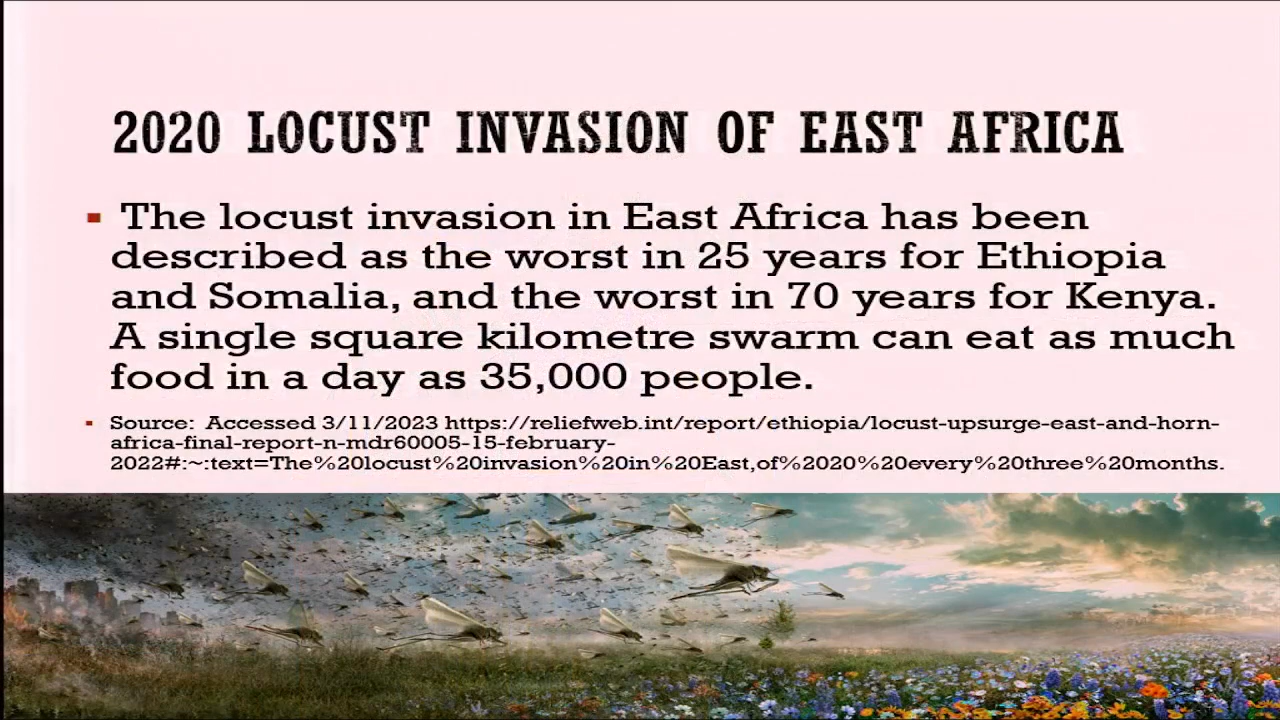 2020 LOCUST INVASION OF EAST AFRICA
The locust invasion in East Africa has been
described as the worst in 25 years for Ethiopia
and Somalia, and the worst in 70 years for Kenya.
A single square kilometre swarm can eat as much
food in a day as 35,000 people.
Source: Accessed 3/11/2023 https://reliefweb.int/report/ethiopia/locust-upsurge-east-and-horn-
africa-final-report-n-mdr60005-15-february-
2022#:~:text=The%20locust%20invasion%20in%20East,of%2020%20every%20three%20months.